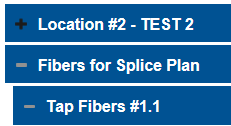 Location #2 - TEST 2
Fibers for Splice Plan
Tap Fibers #1.1